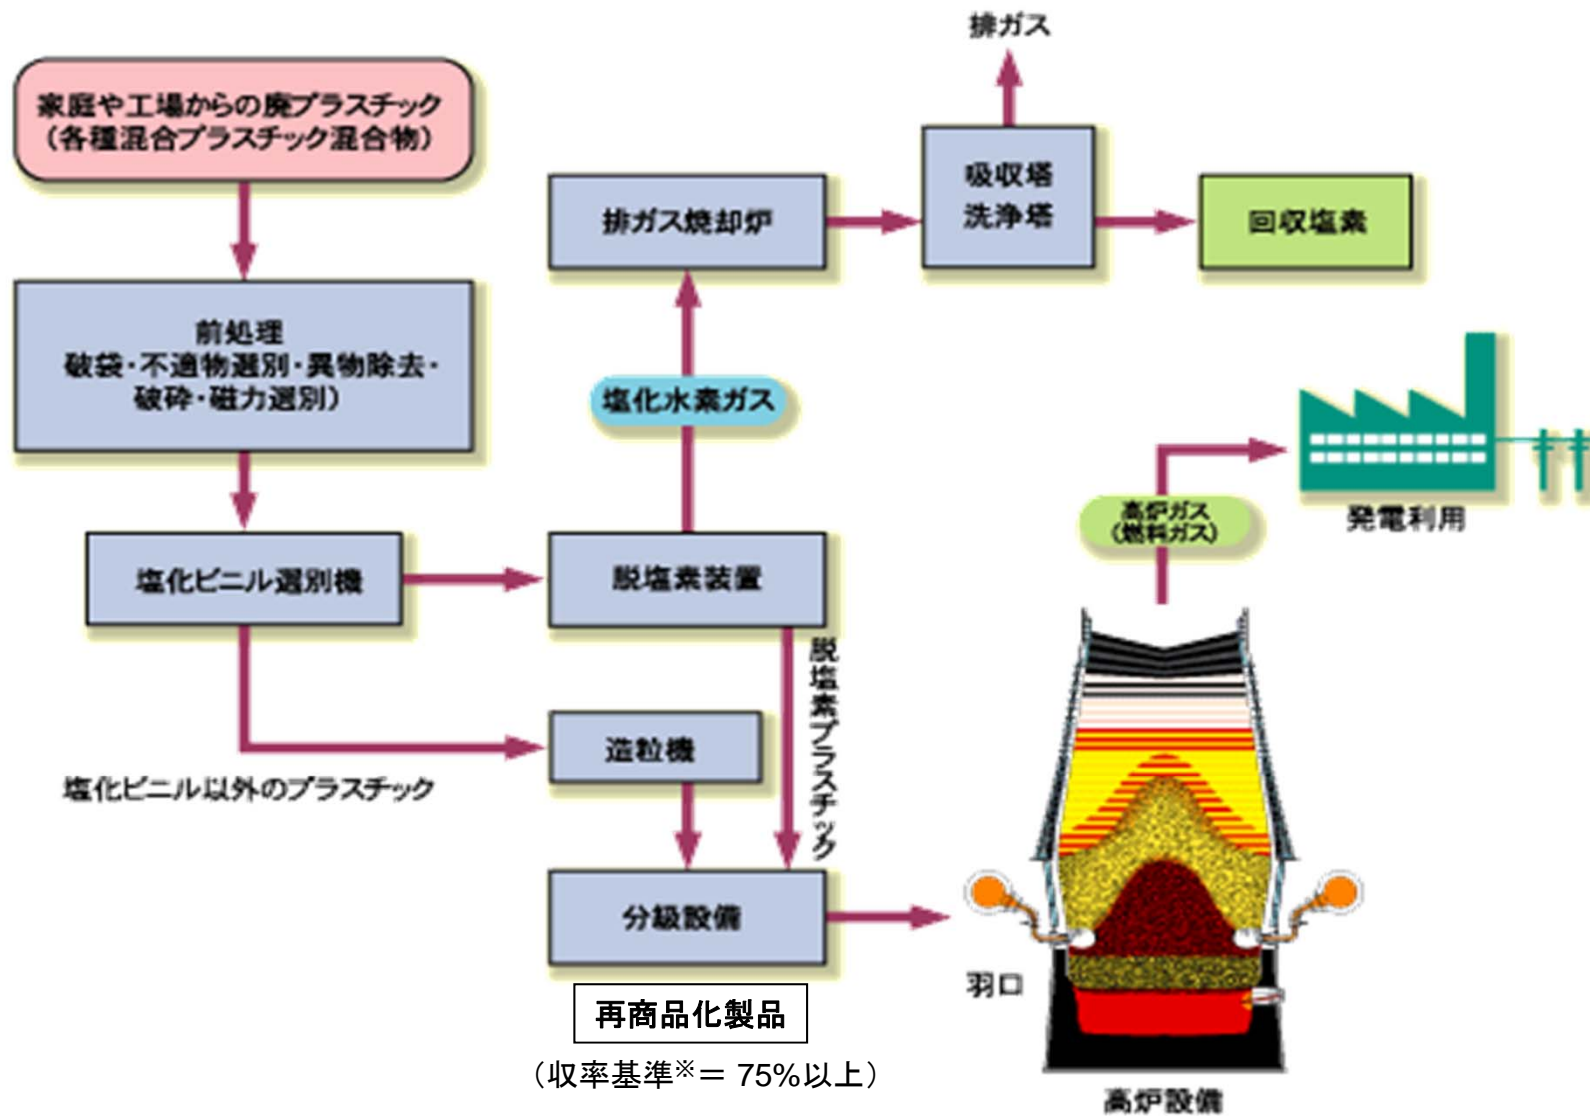 家庭や工場からの廃プラスチック
（各種混合プラスチック混合物）
前処理
破袋・不適物選別・異物除去・
破砕・磁力選別）
塩化ビニル選別機
塩化ビニル以外のプラスチック
排ガス
排ガス焼却炉
吸収塔
洗浄塔
回収塩素
塩化水素ガス
脱塩素装置
脱塩素プラスチック
造粒機
分級設備
再商品化製品
（収率基準※＝ 75%以上）
高炉ガス
（燃料ガス）
発電利用
羽口
高炉設備